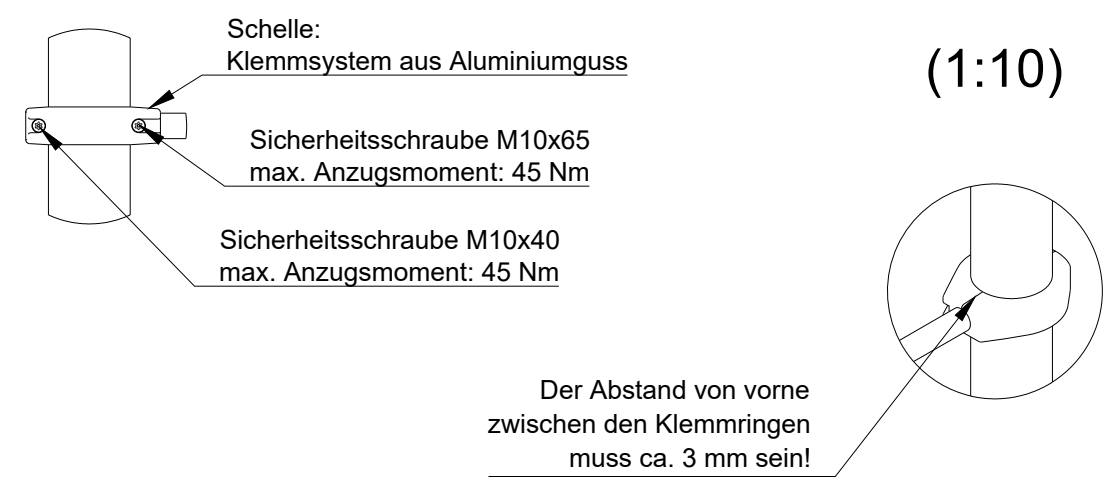 Schelle:
Klemmsystem aus Aluminiumguss
(1:10)
Sicherheitsschraube M10x65
max. Anzugsmoment: 45 Nm
Sicherheitsschraube M10x40
max. Anzugsmoment: 45 Nm
Der Abstand von vorne
zwischen den Klemmringen
muss ca. 3 mm sein!